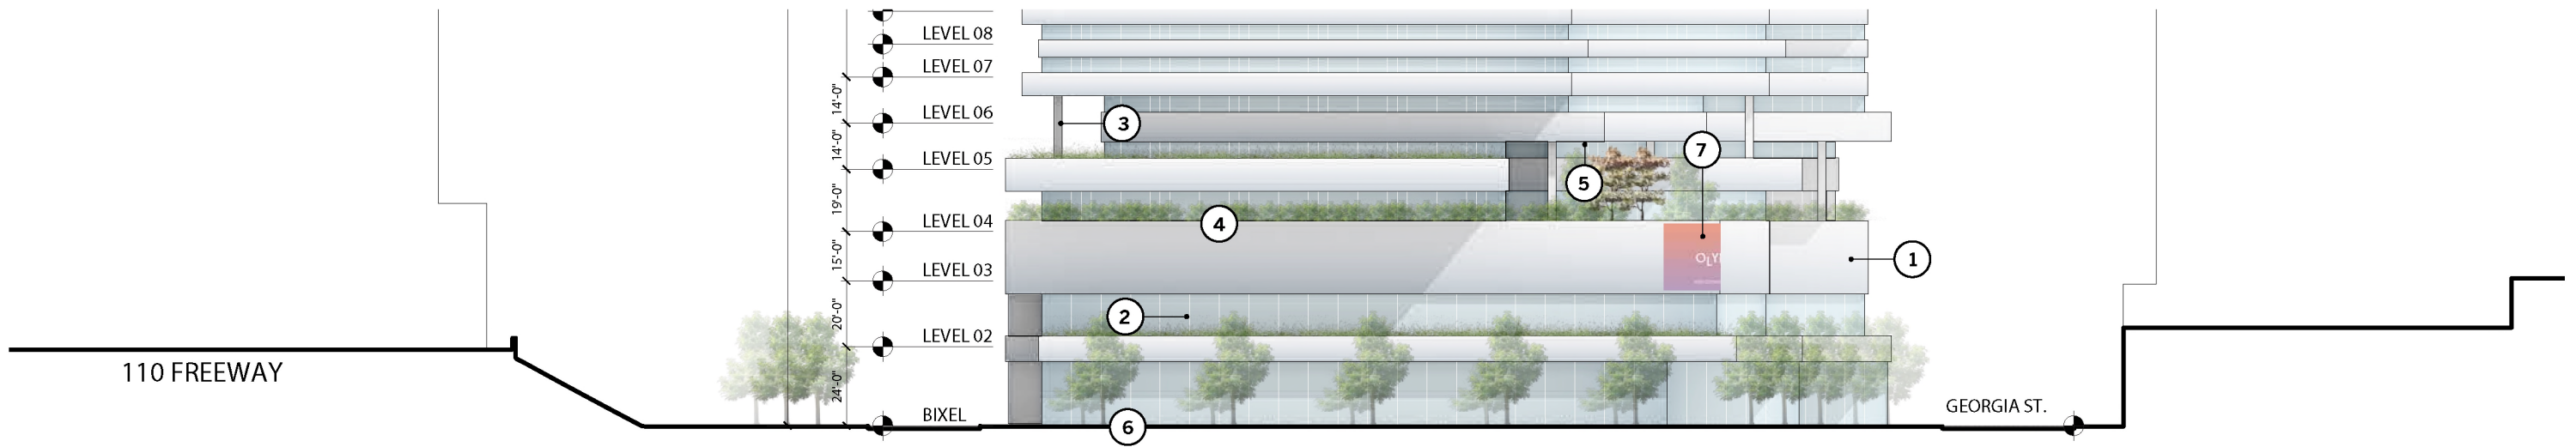 LEVEL 08
LEVEL 07
14'-0"
LEVEL 06
3
14'-0"
7
LEVEL 05
5
19'-0"
4
LEVEL 04
15'-0"
OLY
1
LEVEL 03
20'-0"
2
LEVEL 02
110 FREEWAY
24'-0"
BIXEL
GEORGIA ST.
6